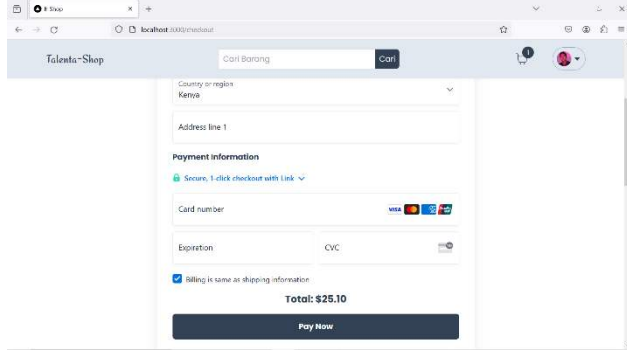 Shop
localhost:3000/checkout
Talenta-Shop
Cari Barang
Cari
1
Country or region
Kenya
Address line 1
Payment Information
Secure, 1-click checkout with Link
Card number
VISA
Expiration
CVC
Billing is same as shipping information
Total: $25.10
Pay Now